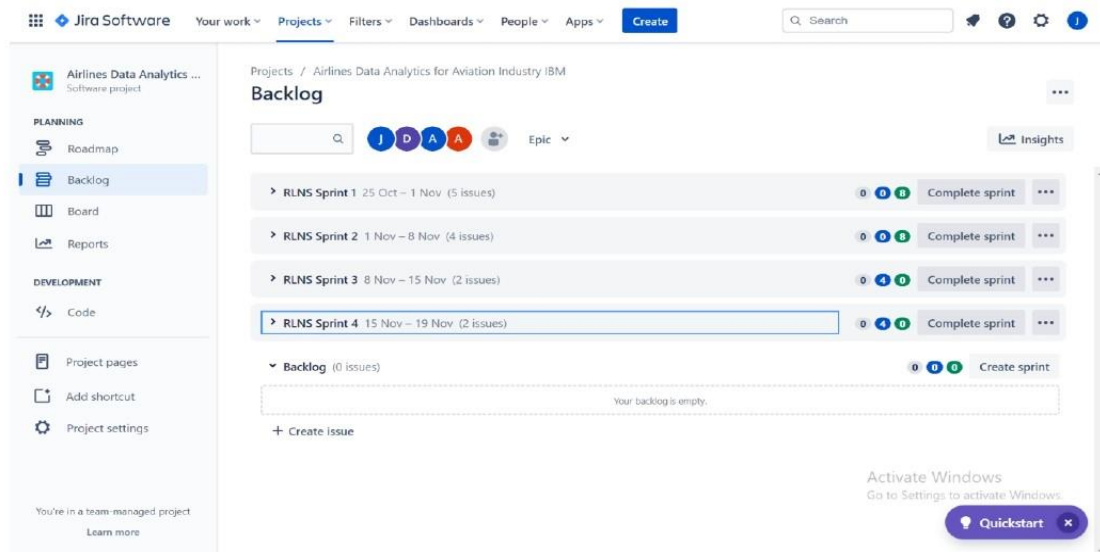 Jira Software Your work Projects Filters Dashboards People Apps Create Search J
Airlines Data Analytics ...
Software project
PLANNING
Roadmap
Backlog
Board
Reports
DEVELOPMENT
Code
Project pages
Add shortcut
Project settings
You're in a team-managed project
Learn more
Projects / Airlines Data Analytics for Aviation Industry IBM
Backlog
J D A A Epic Insights
RLNS Sprint 1 25 Oct – 1 Nov (5 issues) 0 0 8 Complete sprint
RLNS Sprint 2 1 Nov – 8 Nov (4 issues) 0 0 8 Complete sprint
RLNS Sprint 3 8 Nov – 15 Nov (2 issues) 0 4 0 Complete sprint
RLNS Sprint 4 15 Nov – 19 Nov (2 issues) 0 4 0 Complete sprint
Backlog (0 issues) 0 0 0 Create sprint
Your backlog is empty.
+ Create issue
Activate Windows
Go to Settings to activate Windows.
Quickstart